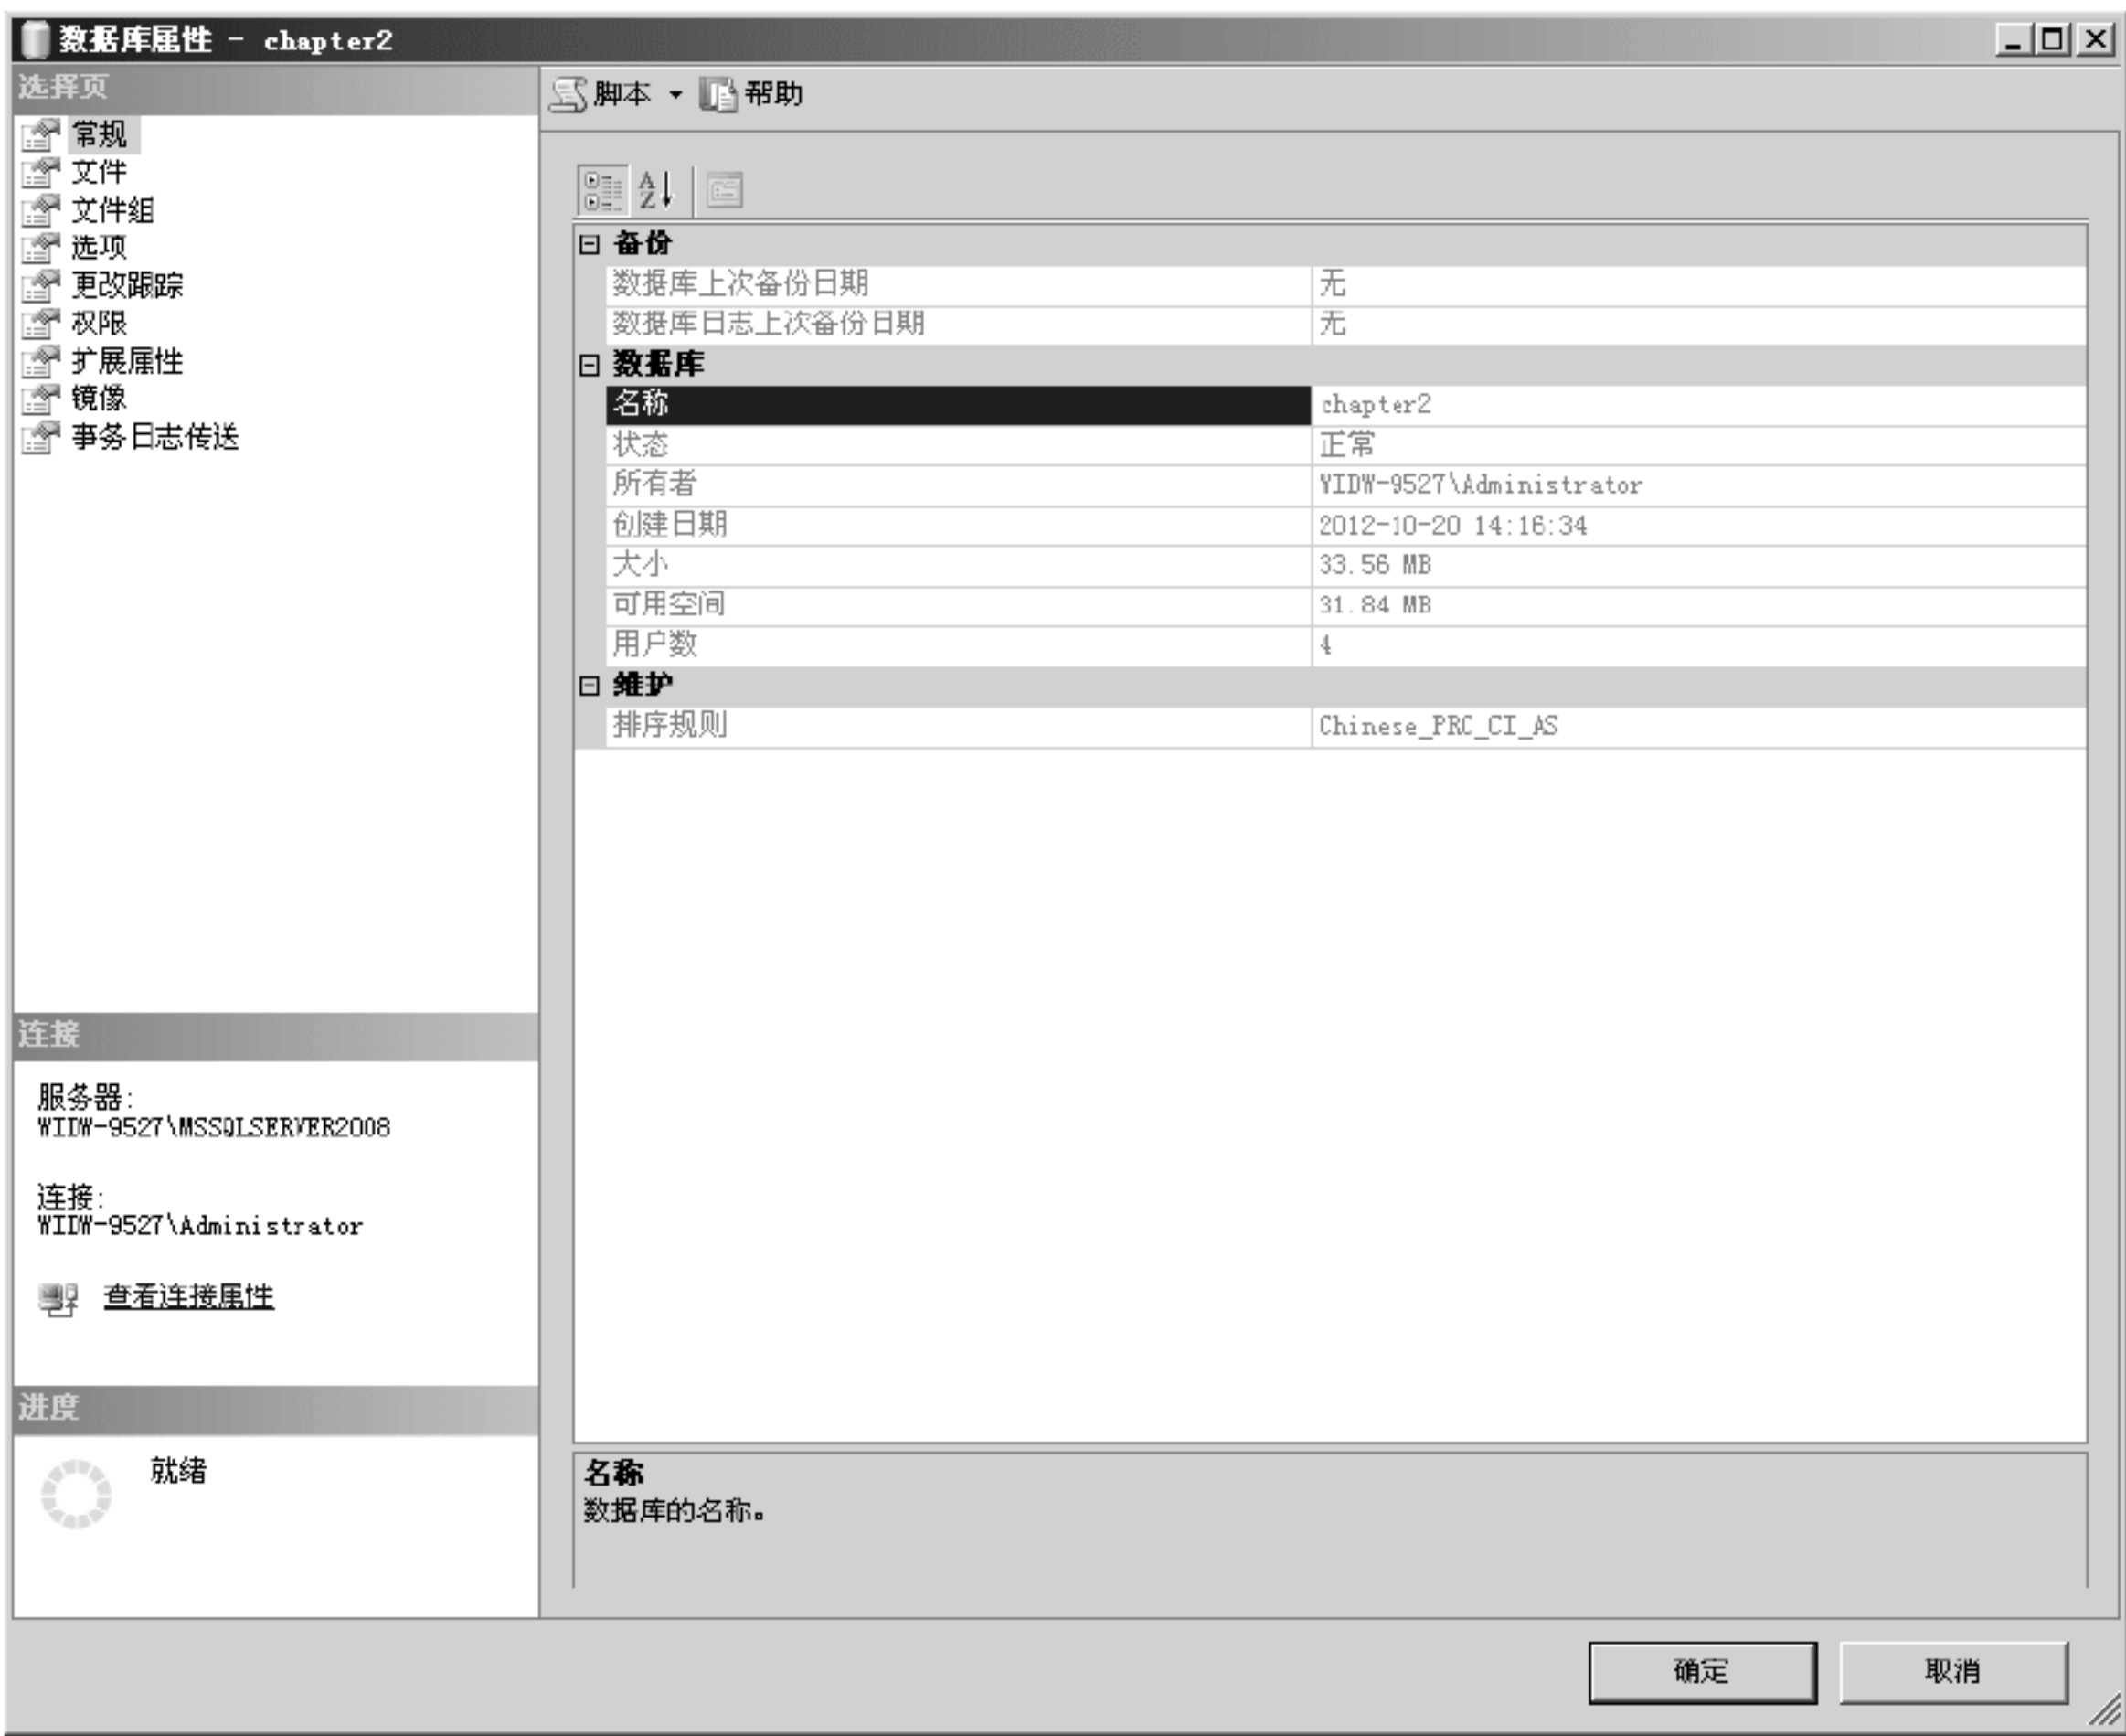 数据库属性 - chapter2
选择页
常规
文件
文件组
选项
更改跟踪
权限
扩展属性
镜像
事务日志传送
连接
服务器:
WIDW-9527\MSSQLSERVER2008
连接:
WIDW-9527\Administrator
查看连接属性
进度
就绪
脚本 帮助
备份
数据库上次备份日期 无
数据库日志上次备份日期 无
数据库
名称 chapter2
状态 正常
所有者 WIDW-9527\Administrator
创建日期 2012-10-20 14:16:34
大小 33.56 MB
可用空间 31.84 MB
用户数 4
维护
排序规则 Chinese_PRC_CI_AS
名称
数据库的名称。
确定 取消